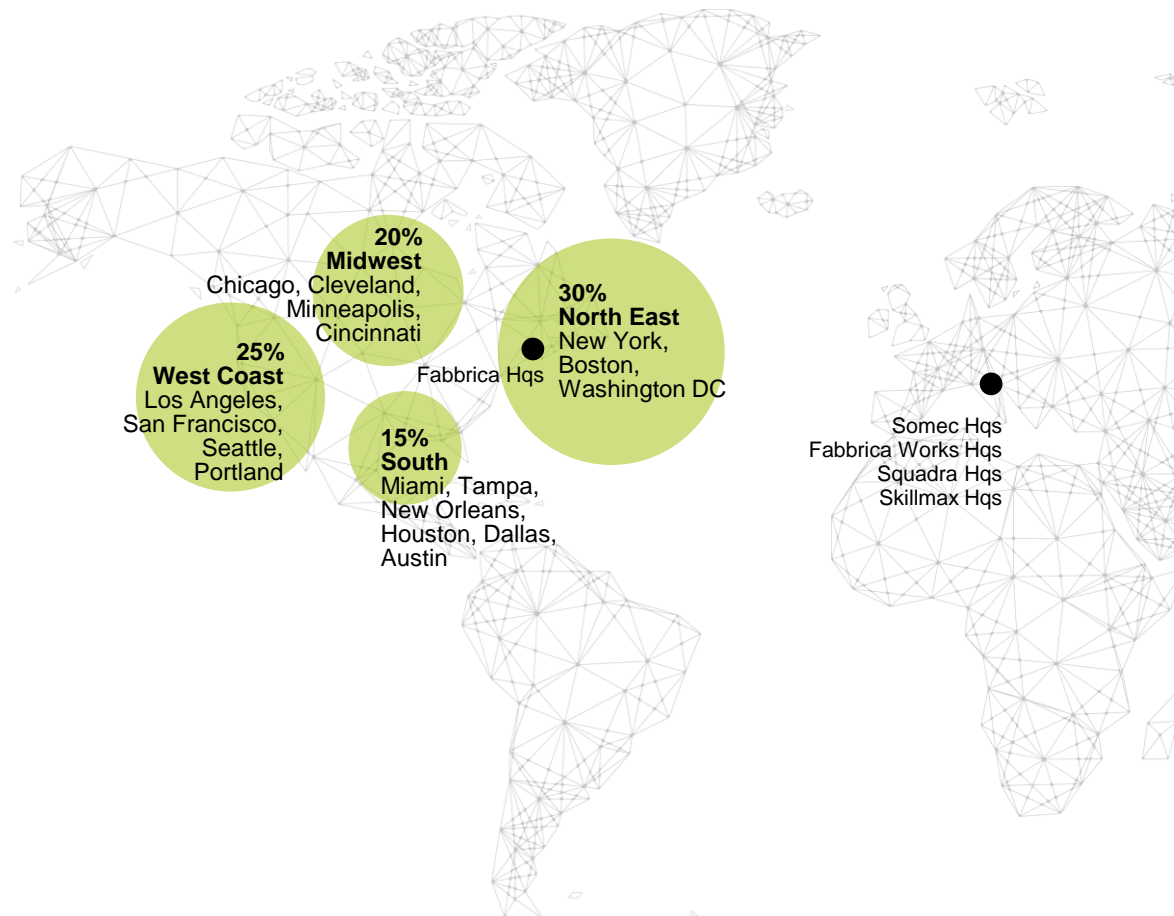 20%
Midwest
Chicago, Cleveland,
Minneapolis,
Cincinnati
30%
North East
New York,
Boston,
Washington DC
25%
West Coast
Los Angeles,
San Francisco,
Seattle,
Portland
Fabbrica Hqs
15%
South
Miami, Tampa,
New Orleans,
Houston, Dallas,
Austin
Somec Hqs
Fabbrica Works Hqs
Squadra Hqs
Skillmax Hqs